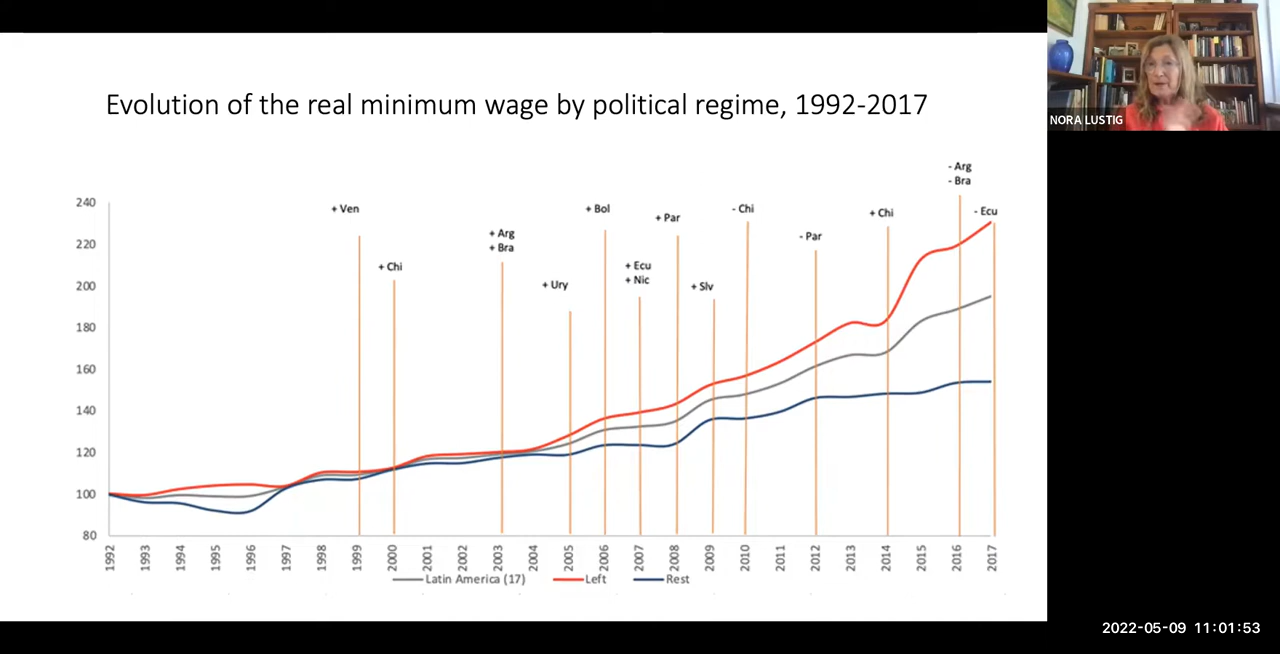 Evolution of the real minimum wage by political regime, 1992-2017
NORA LUSTIG
- Arg
- Bra
+ Ven
+ Bol
+ Par
- Chi
+ Chi
- Ecu
+ Arg
+ Bra
- Par
+ Chi
+ Ury
+ Ecu
+ Nic
+ Slv
240
220
200
180
160
140
120
100
80
1992
1993
1994
1995
1996
1997
1998
1999
2000
2001
2002
2003
2004
2005
2006
2007
2008
2009
2010
2011
2012
2013
2014
2015
2016
2017
Latin America (17)
Left
Rest
2022-05-09 11:01:53